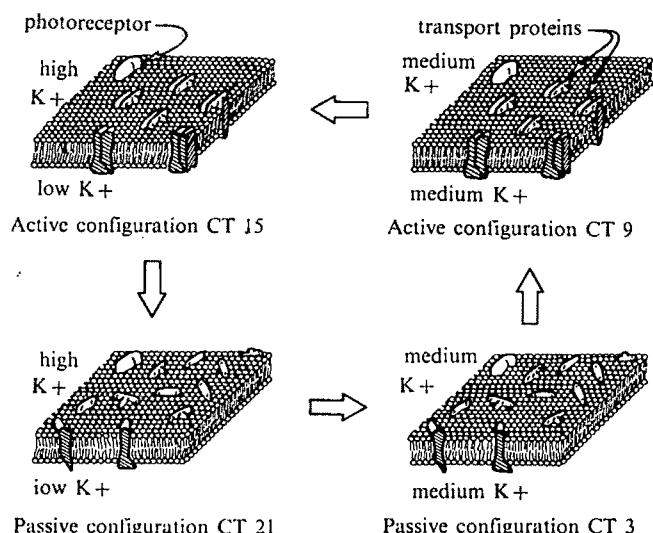 photoreceptor
high
K+
low K+
Active configuration CT 15
transport proteins
medium
K+
medium K+
Active configuration CT 9
high
K+
low K+
Passive configuration CT 21
medium
K+
medium K+
Passive configuration CT 3